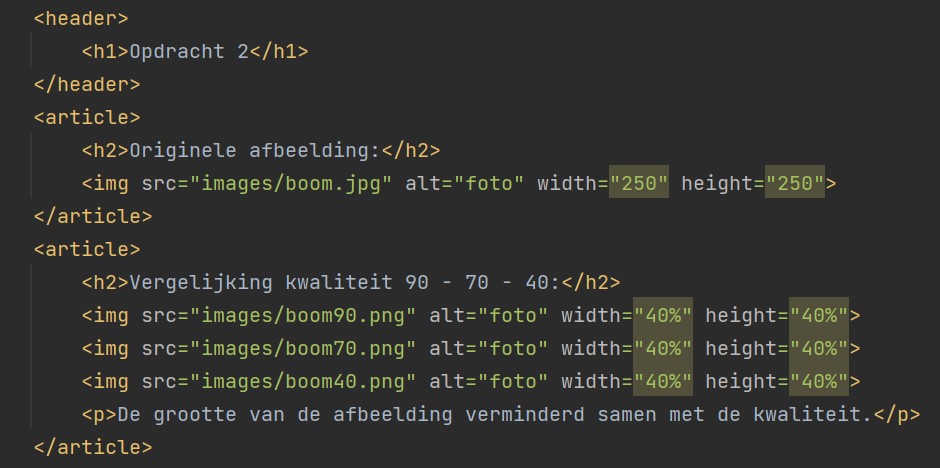 <header>
<h1>Opdracht 2</h1>
</header>
<article>
<h2>Originele afbeelding:</h2>
<img src="images/boom.jpg" alt="foto" width="250" height="250">
</article>
<article>
<h2>Vergelijking kwaliteit 90 - 70 - 40:</h2>
<img src="images/boom90.png" alt="foto" width="40%" height="40%">
<img src="images/boom70.png" alt="foto" width="40%" height="40%">
<img src="images/boom40.png" alt="foto" width="40%" height="40%">
<p>De grootte van de afbeelding verminderd samen met de kwaliteit.</p>
</article>